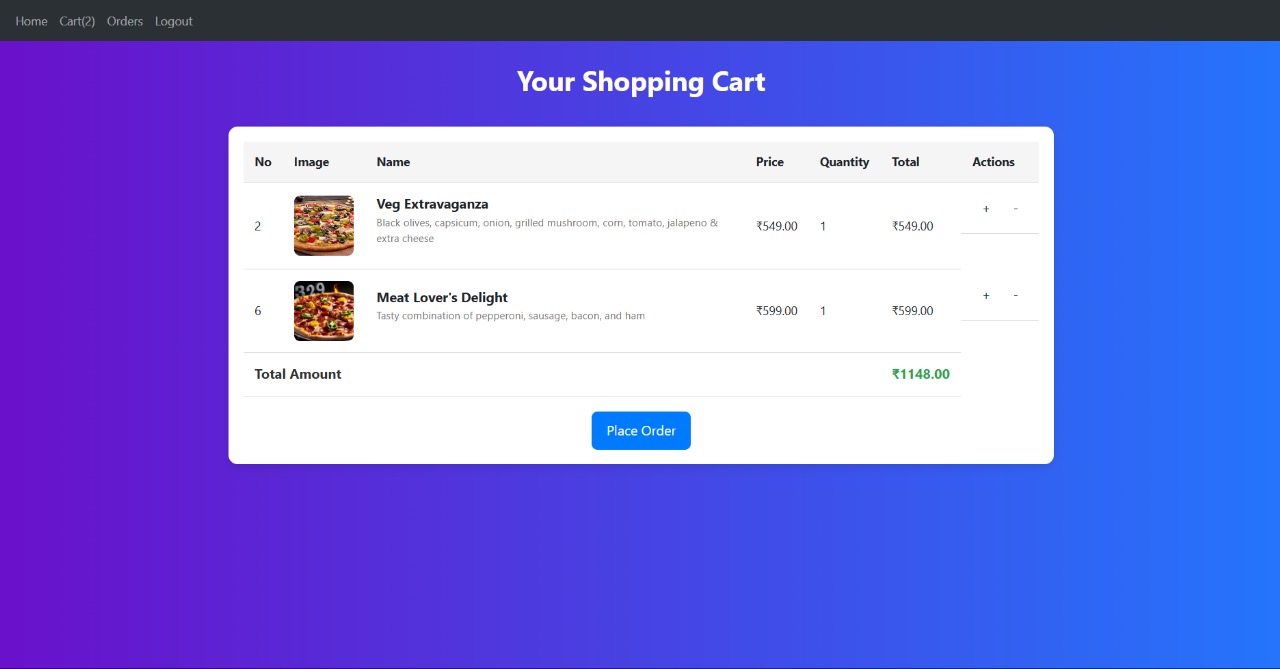 Home Cart(2) Orders Logout
Your Shopping Cart
No Image Name Price Quantity Total Actions
2 Veg Extravaganza ₹549.00 1 ₹549.00 + -
Black olives, capsicum, onion, grilled mushroom, corn, tomato, jalapeno &
extra cheese
329
6 Meat Lover's Delight ₹599.00 1 ₹599.00 + -
Tasty combination of pepperoni, sausage, bacon, and ham
Total Amount ₹1148.00
Place Order